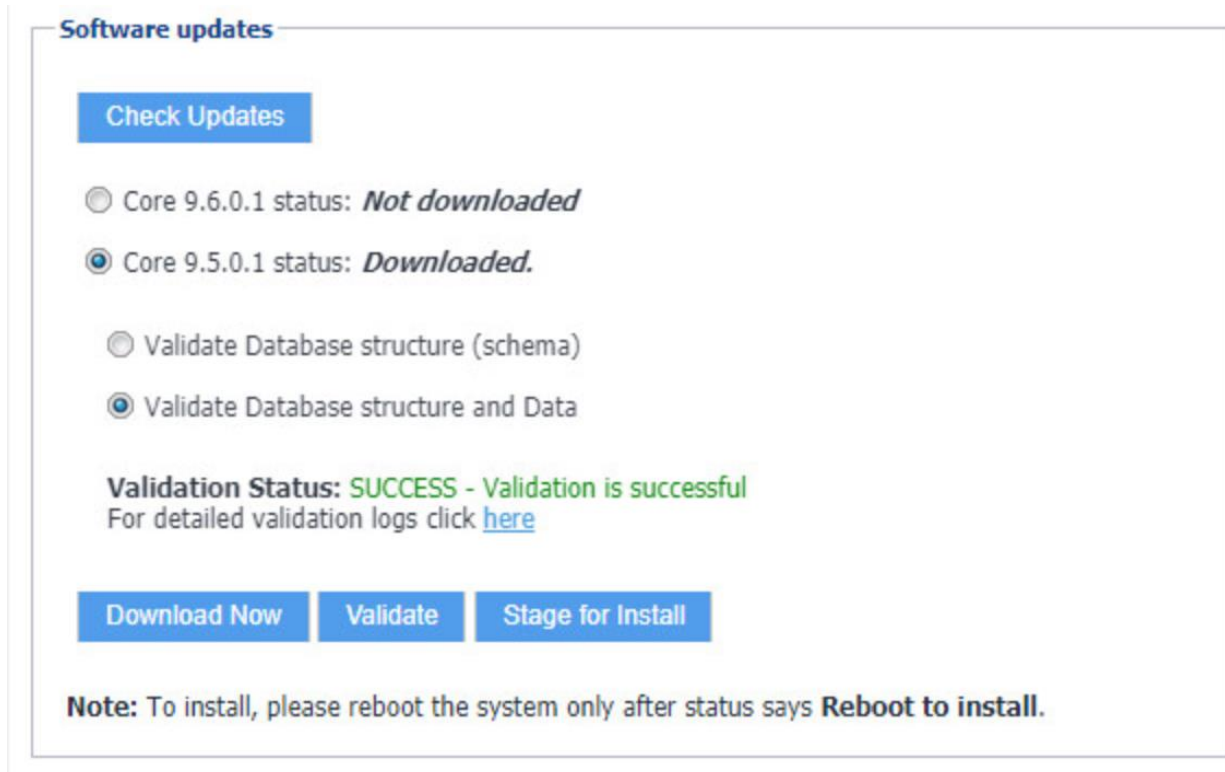 Software updates
Check Updates
Core 9.6.0.1 status: Not downloaded
Core 9.5.0.1 status: Downloaded.
Validate Database structure (schema)
Validate Database structure and Data
Validation Status: SUCCESS - Validation is successful
For detailed validation logs click here
Download Now Validate Stage for Install
Note: To install, please reboot the system only after status says Reboot to install.